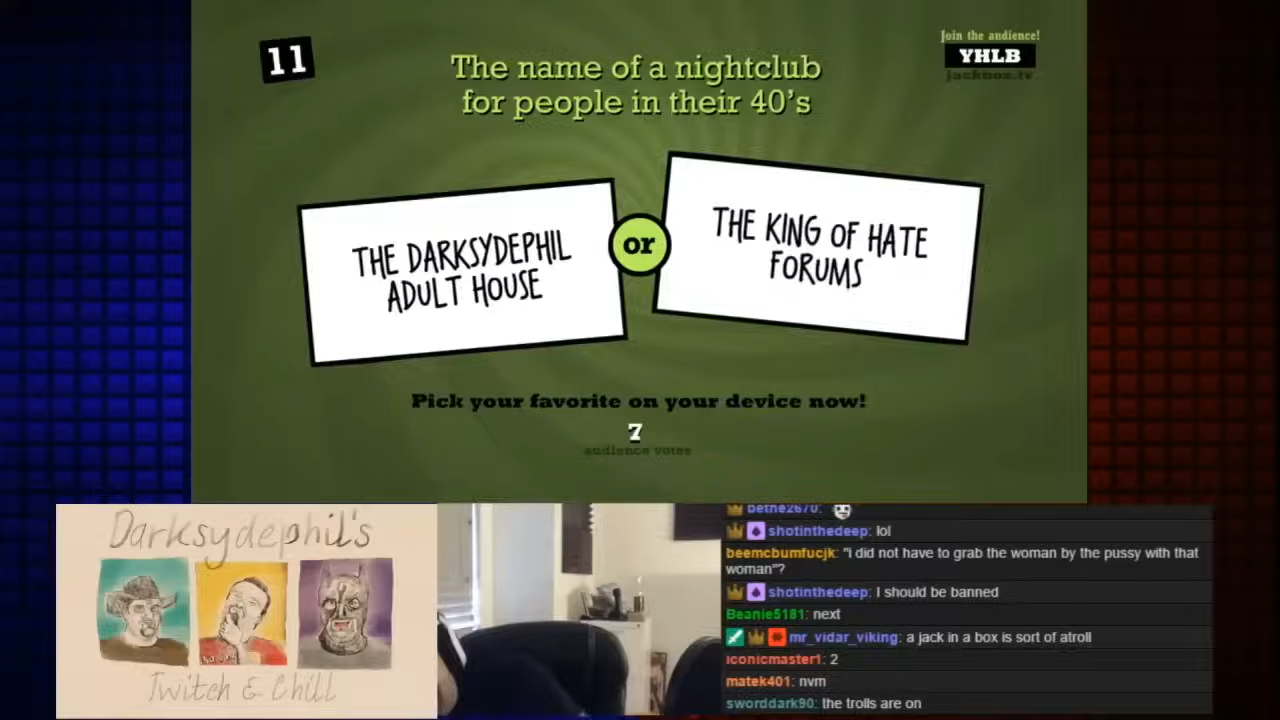 11
The name of a nightclub
for people in their 40's
Join the audience!
YHLB
jackbox.tv
THE DARKSYDEPHIL
ADULT HOUSE
or
THE KING OF HATE
FORUMS
Pick your favorite on your device now!
7
audience votes
Darksydephil's
Twitch & Chill
bethe2670:
shotinthedeep: lol
beemcbumfucjk: "i did not have to grab the woman by the pussy with that
woman"?
shotinthedeep: I should be banned
Beanie5181: next
mr_vidar_viking: a jack in a box is sort of atroll
iconicmaster1: 2
matek401: nvm
sworddark90: the trolls are on